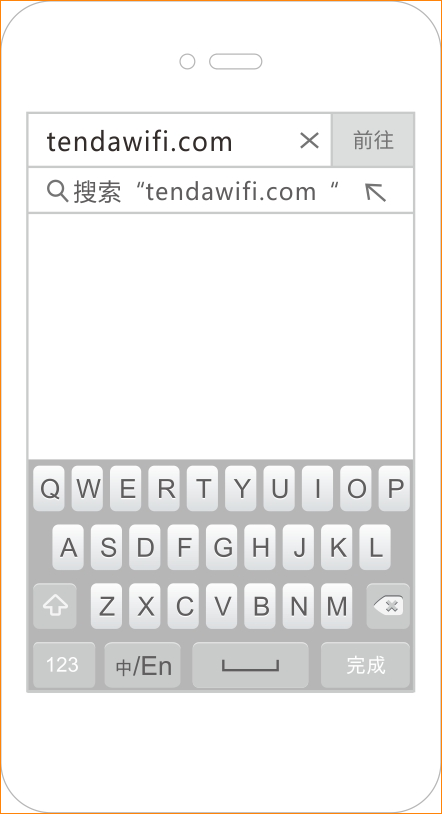 tendawifi.com × 前往
搜索“tendawifi.com “
Q W E R T Y U I O P
A S D F G H J K L
Z X C V B N M
123 中/En 完成